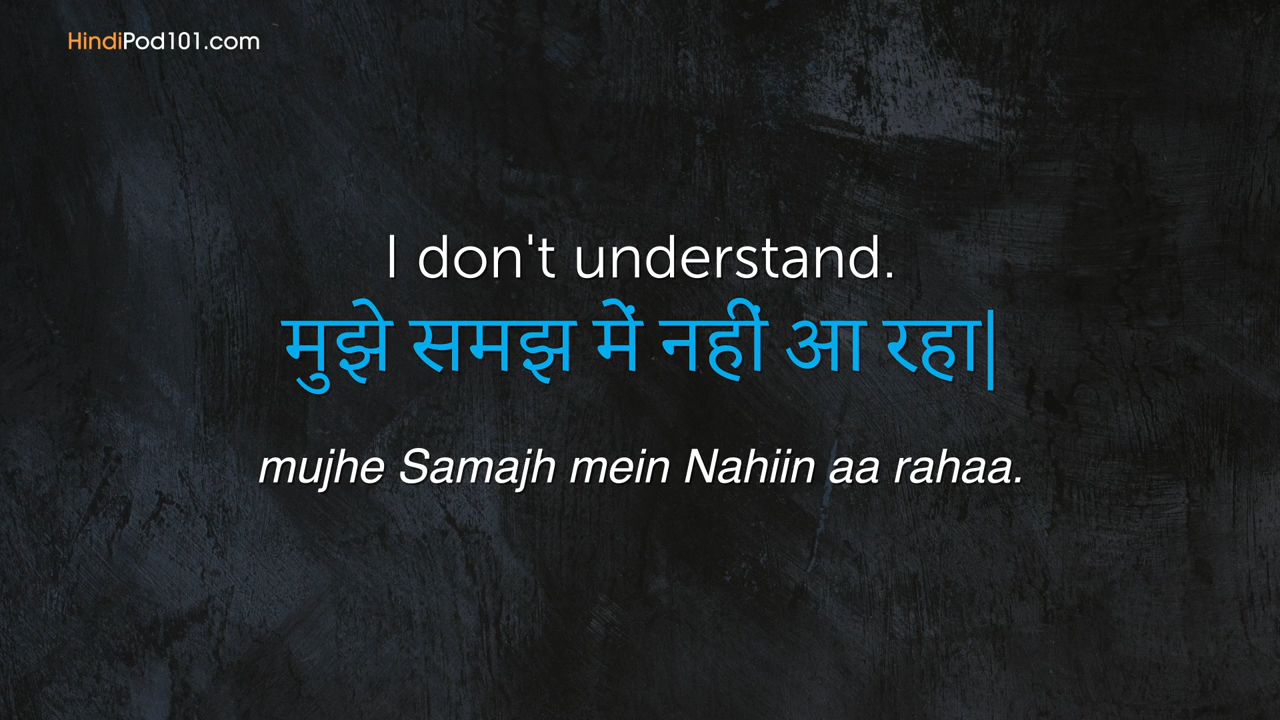 HindiPod101.com
I don't understand.
मुझे समझ में नहीं आ रहा|
mujhe Samajh mein Nahiin aa rahaa.